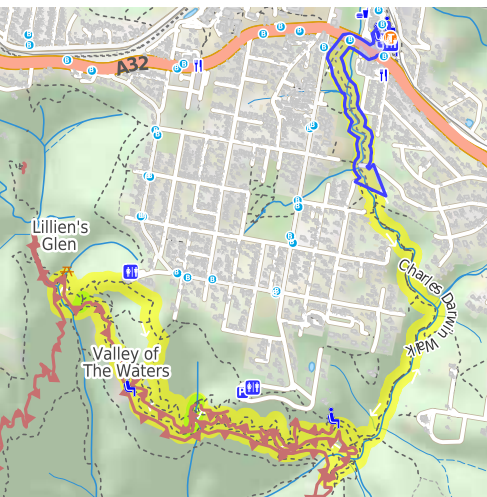 A32
Lillien's
Glen
Charles Darwin Walk
Valley of
The Waters